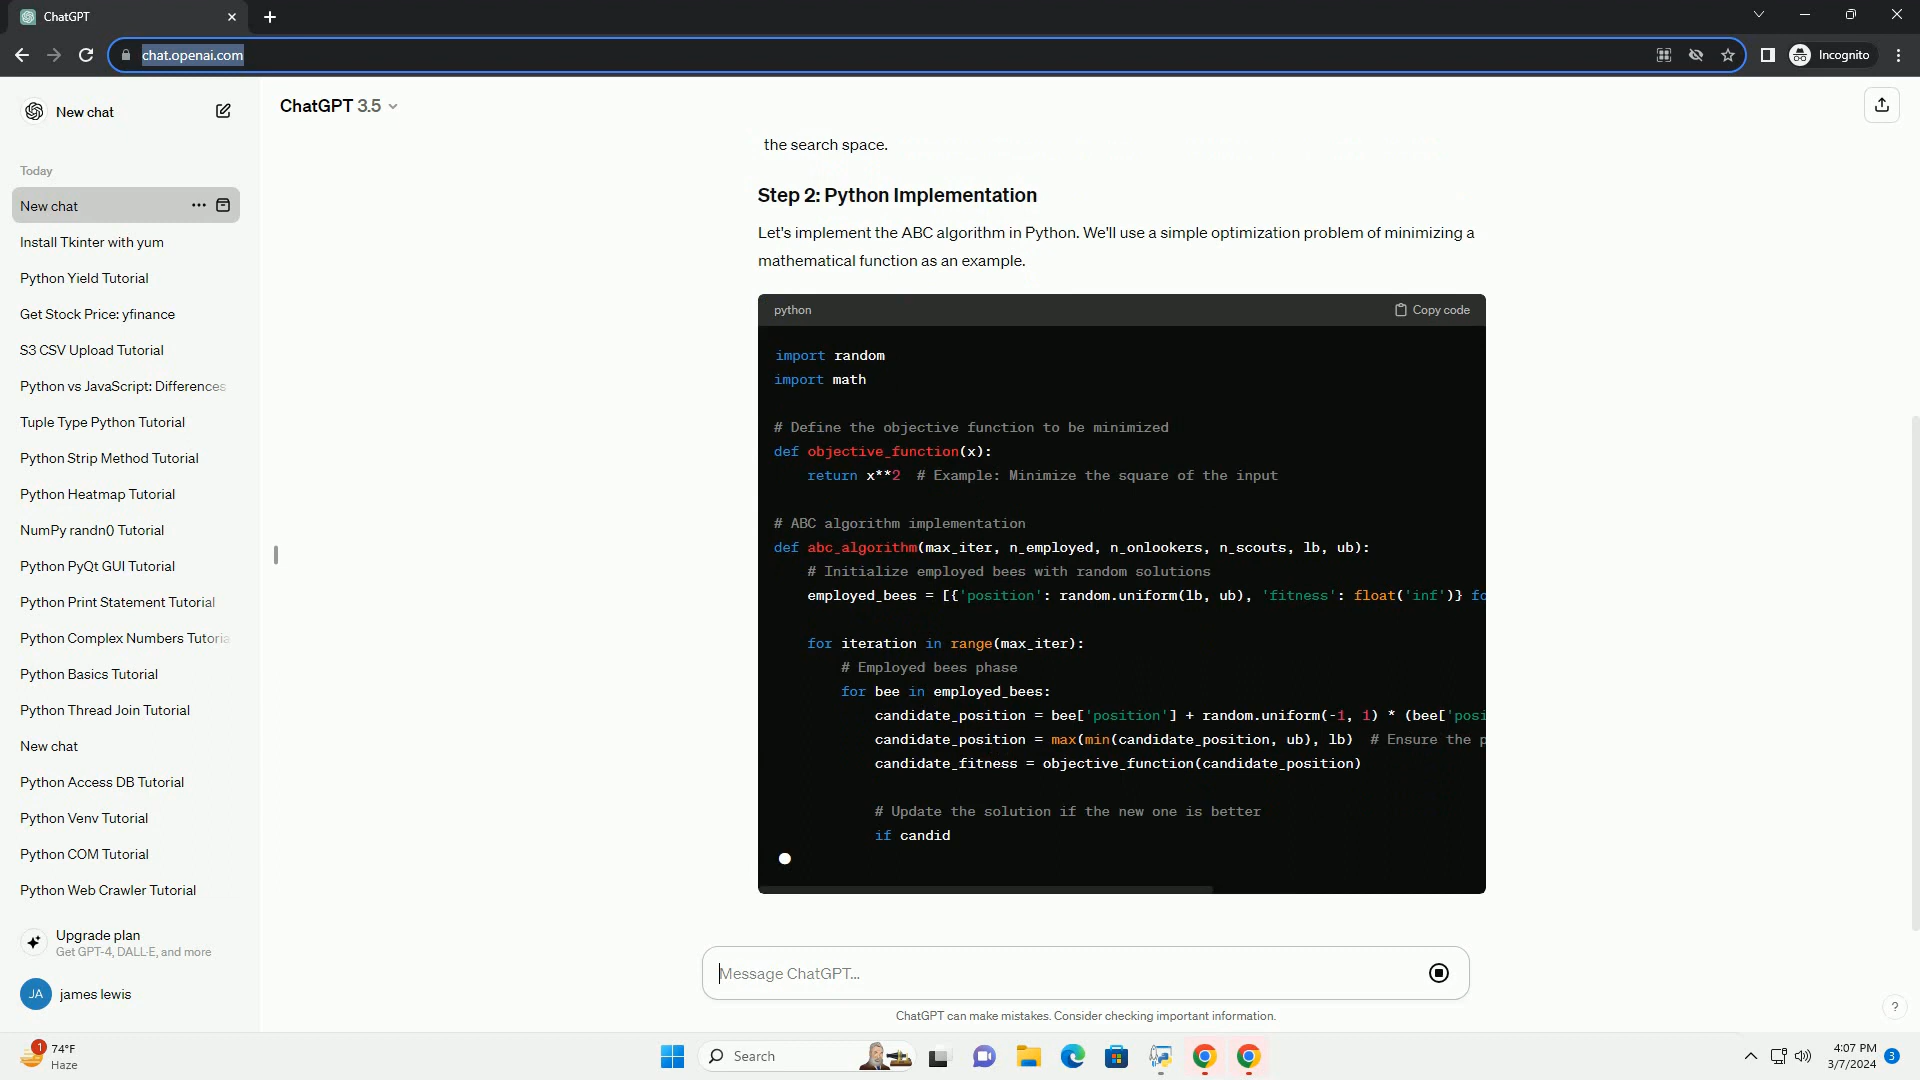 ChatGPT
chat.openai.com
Incognito
New chat
ChatGPT 3.5
Today
New chat
Install Tkinter with yum
Python Yield Tutorial
Get Stock Price: yfinance
S3 CSV Upload Tutorial
Python vs JavaScript: Differences
Tuple Type Python Tutorial
Python Strip Method Tutorial
Python Heatmap Tutorial
NumPy randn() Tutorial
Python PyQt GUI Tutorial
Python Print Statement Tutorial
Python Complex Numbers Tutoria
Python Basics Tutorial
Python Thread Join Tutorial
New chat
Python Access DB Tutorial
Python Venv Tutorial
Python COM Tutorial
Python Web Crawler Tutorial
Upgrade plan
Get GPT-4, DALL·E, and more
JA james lewis
the search space.
Step 2: Python Implementation
Let's implement the ABC algorithm in Python. We'll use a simple optimization problem of minimizing a
mathematical function as an example.
python Copy code
import random
import math
# Define the objective function to be minimized
def objective_function(x):
return x**2 # Example: Minimize the square of the input
# ABC algorithm implementation
def abc_algorithm(max_iter, n_employed, n_onlookers, n_scouts, lb, ub):
# Initialize employed bees with random solutions
employed_bees = [{'position': random.uniform(lb, ub), 'fitness': float('inf')} fo
for iteration in range(max_iter):
# Employed bees phase
for bee in employed_bees:
candidate_position = bee['position'] + random.uniform(-1, 1) * (bee['posi
candidate_position = max(min(candidate_position, ub), lb) # Ensure the p
candidate_fitness = objective_function(candidate_position)
# Update the solution if the new one is better
if candid
Message ChatGPT...
ChatGPT can make mistakes. Consider checking important information.
?
1
74°F
Haze
Search
4:07 PM
3/7/2024
3